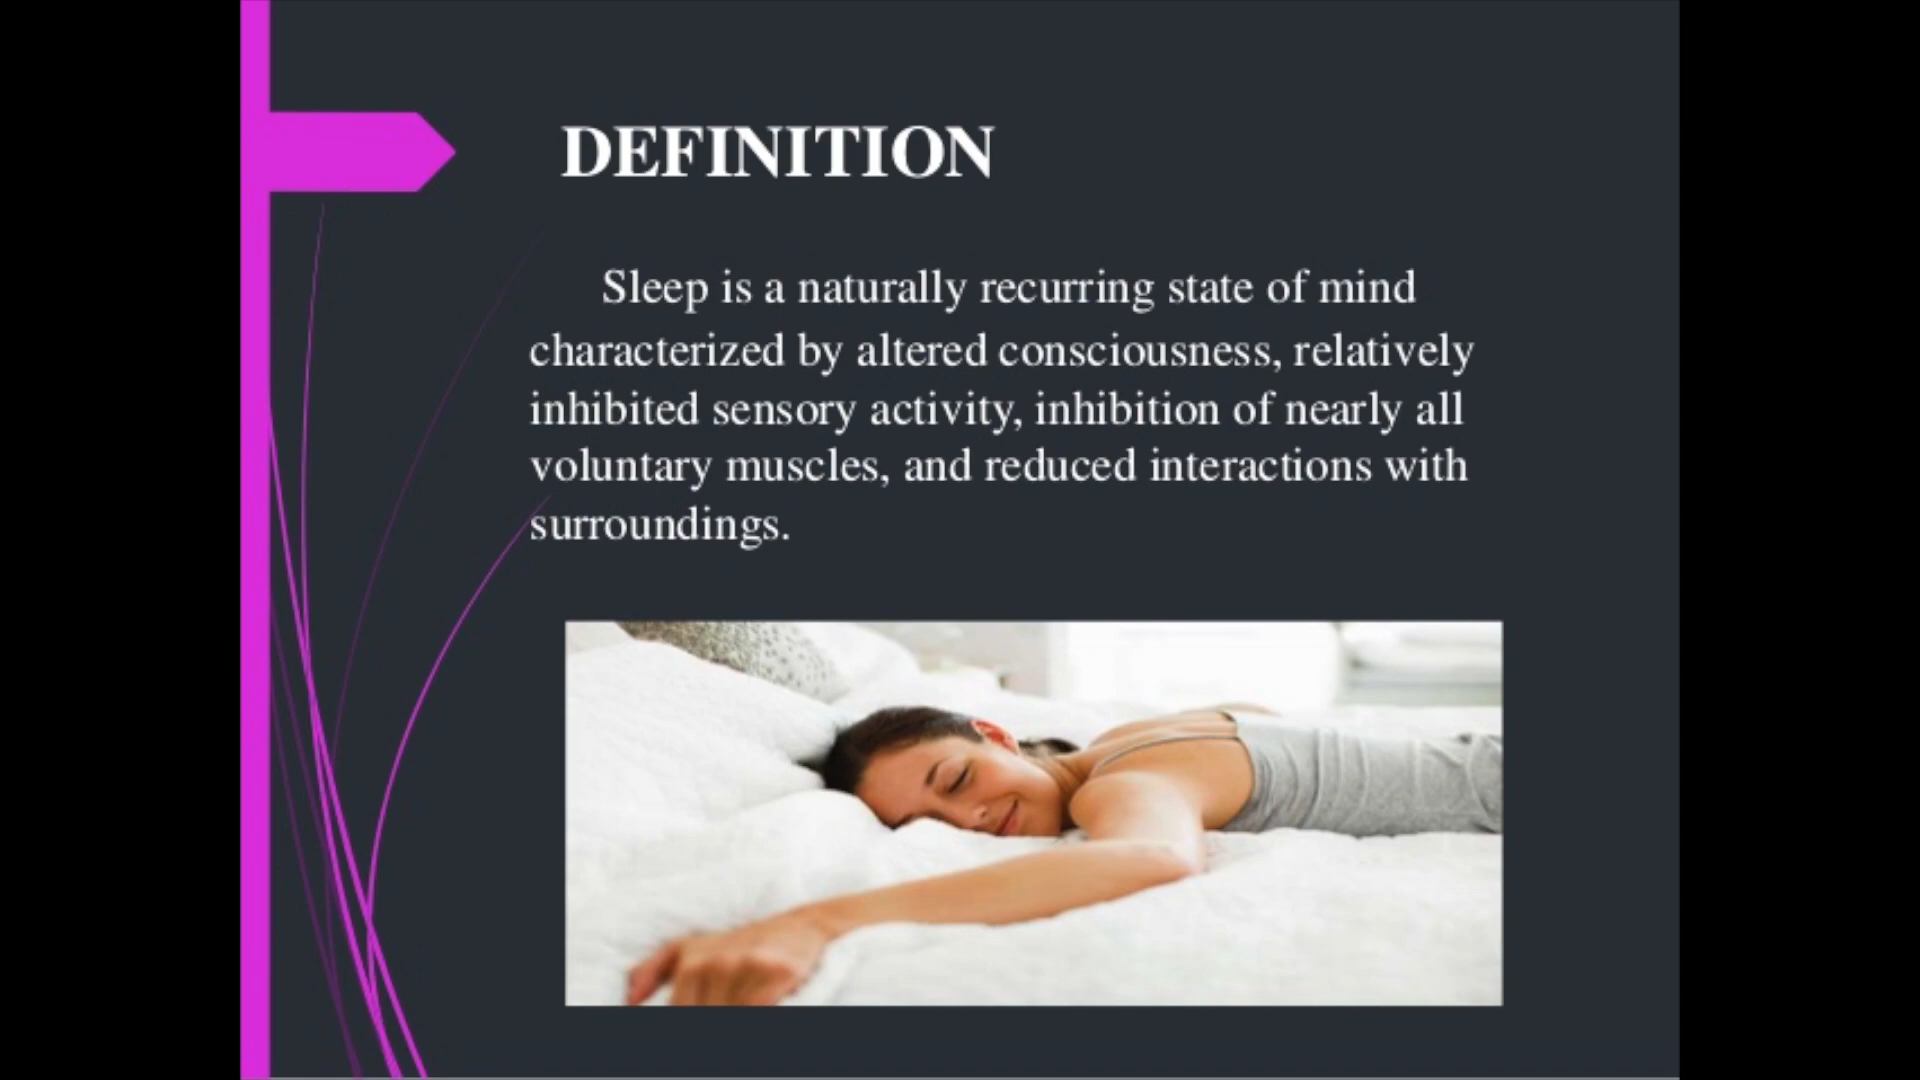 DEFINITION
Sleep is a naturally recurring state of mind
characterized by altered consciousness, relatively
inhibited sensory activity, inhibition of nearly all
voluntary muscles, and reduced interactions with
surroundings.